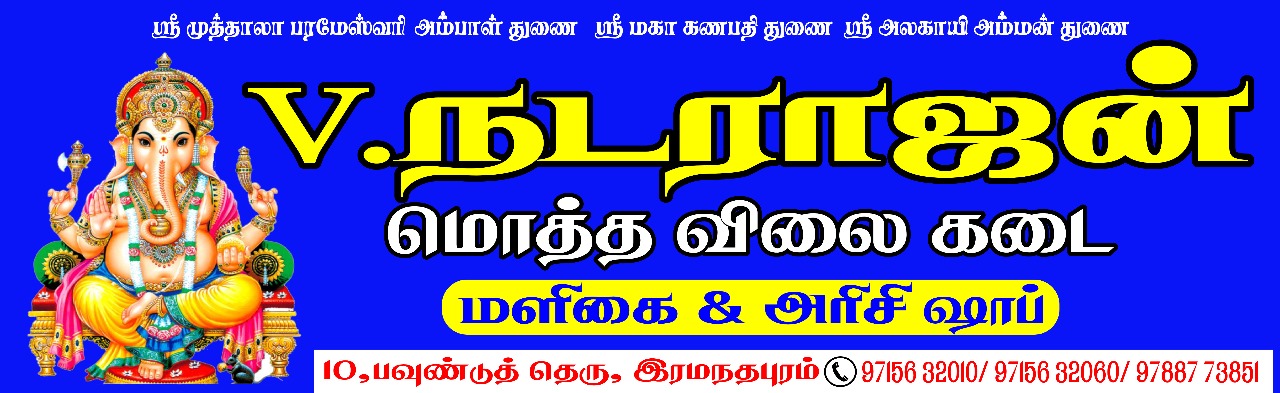 ஸ்ரீ முத்தாலா பரமேஸ்வரி அம்பாள் துணை ஸ்ரீ மகா கணபதி துணை ஸ்ரீ அலகாயி அம்மன் துணை
V.நடராஜன்
மொத்த விலை கடை
மளிகை & அரிசி ஷாப்
10,பவுண்டுத் தெரு, இரமநதபுரம் 97156 32010/ 97156 32060/ 97887 73851